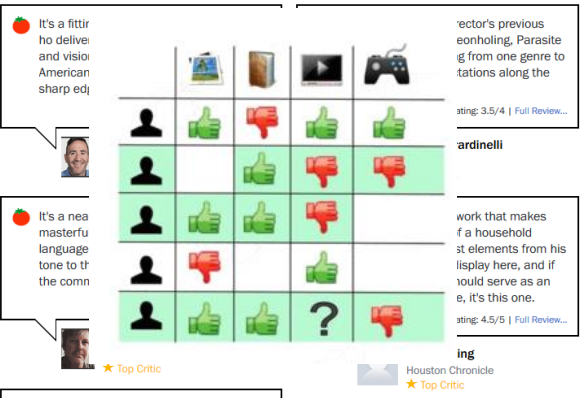 It's a fittin
ho deliver
and vision
American
sharp edg
rector's previous
eonholing, Parasite
g from one genre to
tations along the
ating: 3.5/4 | Full Review...
ardinelli
It's a nea
masterfu
language
tone to th
the comm
Top Critic
work that makes
of a household
st elements from his
display here, and if
hould serve as an
e, it's this one.
ating: 4.5/5 | Full Review...
ing
Houston Chronicle
Top Critic
?